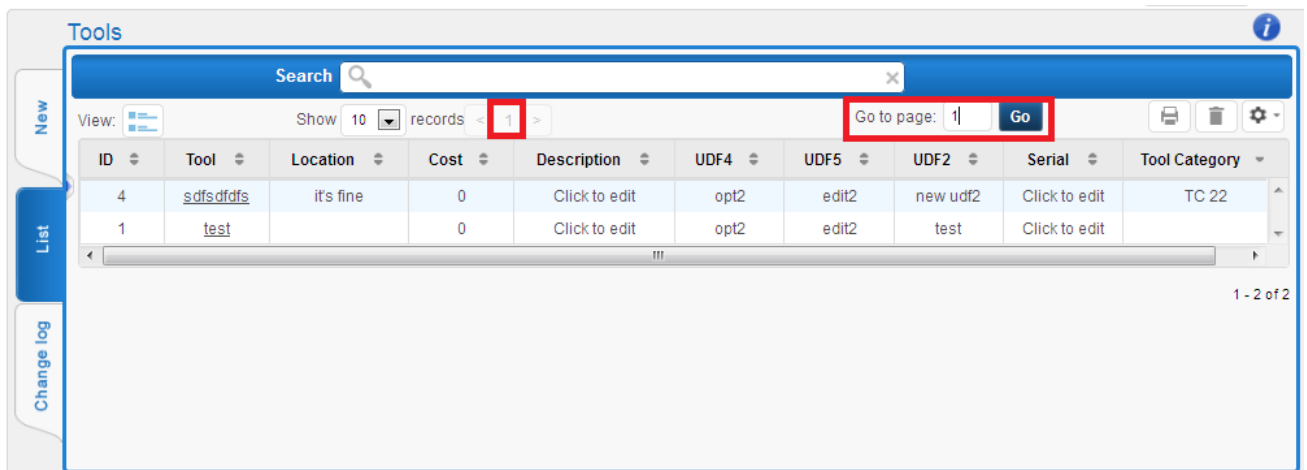 Tools
i
Search
New
View: Show 10 records < 1 > Go to page: 1 Go
ID Tool Location Cost Description UDF4 UDF5 UDF2 Serial Tool Category
4 sdfsdfdfs it's fine 0 Click to edit opt2 edit2 new udf2 Click to edit TC 22
List
1 test 0 Click to edit opt2 edit2 test Click to edit
1 - 2 of 2
Change log